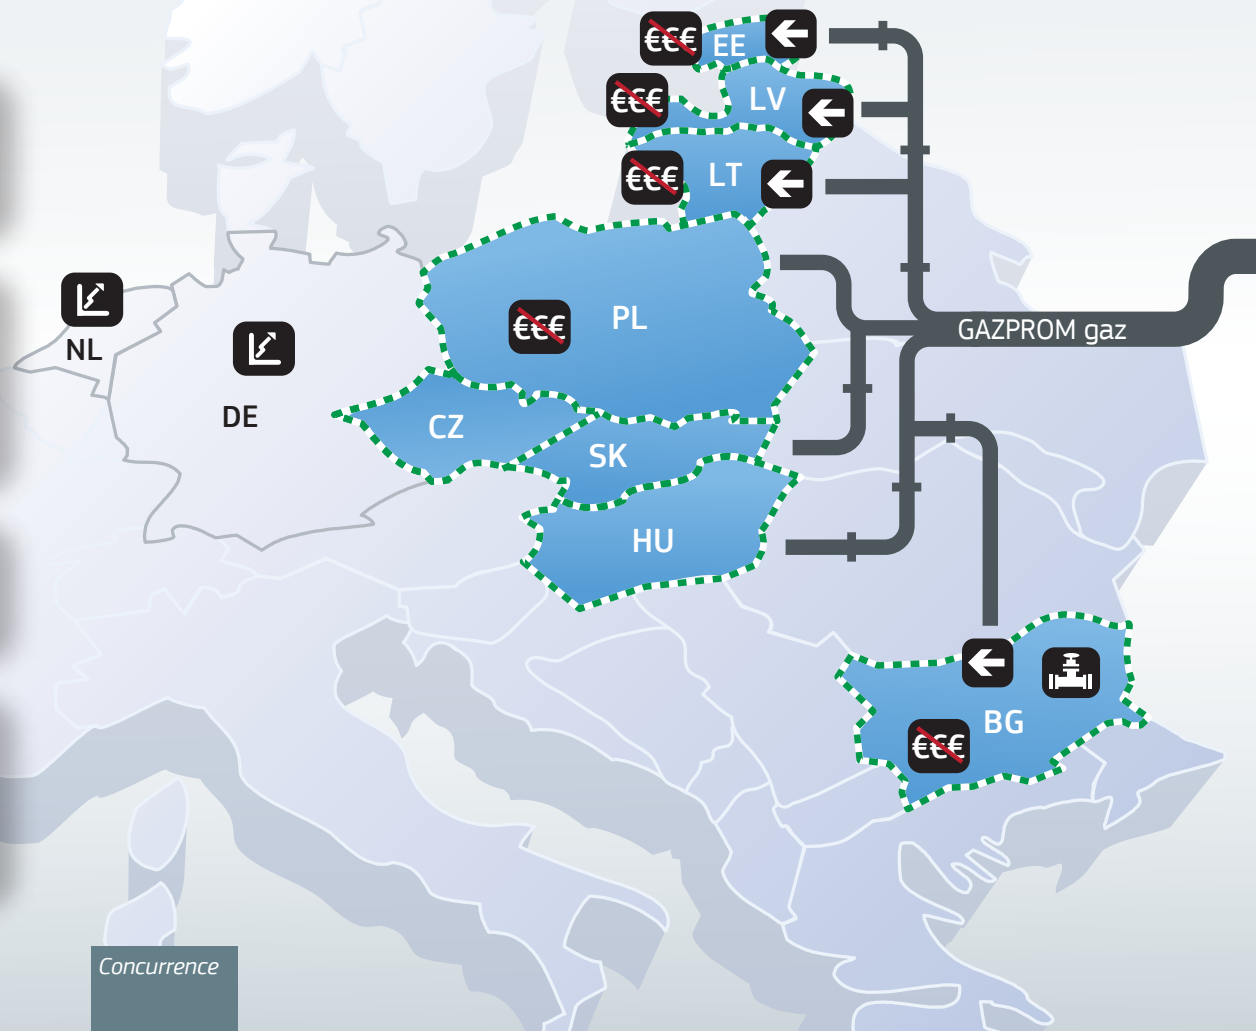 €€€ EE
€€€ LV
€€€ LT
€€€ PL
GAZPROM gaz
NL
DE
CZ
SK
HU
BG
€€€
Concurrence